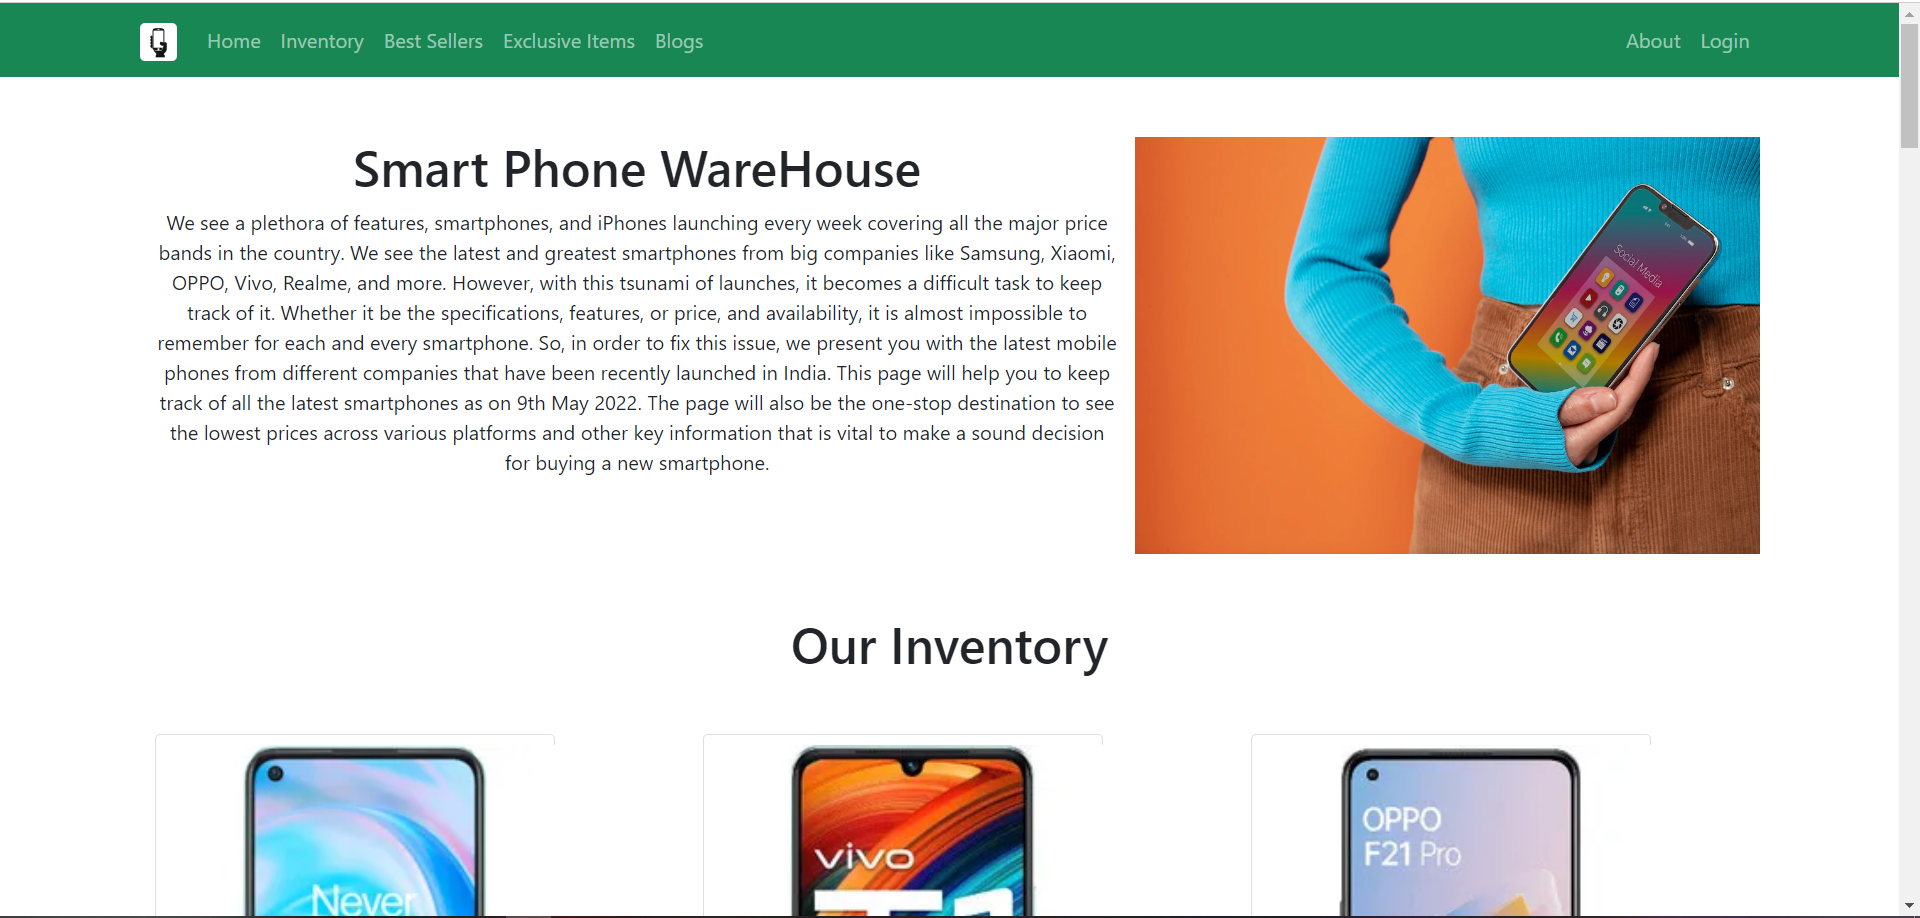 Home Inventory Best Sellers Exclusive Items Blogs About Login
Smart Phone WareHouse
We see a plethora of features, smartphones, and iPhones launching every week covering all the major price
bands in the country. We see the latest and greatest smartphones from big companies like Samsung, Xiaomi,
OPPO, Vivo, Realme, and more. However, with this tsunami of launches, it becomes a difficult task to keep
track of it. Whether it be the specifications, features, or price, and availability, it is almost impossible to
remember for each and every smartphone. So, in order to fix this issue, we present you with the latest mobile
phones from different companies that have been recently launched in India. This page will help you to keep
track of all the latest smartphones as on 9th May 2022. The page will also be the one-stop destination to see
the lowest prices across various platforms and other key information that is vital to make a sound decision
for buying a new smartphone.
Social Media
Our Inventory
Never
vivo
T1
OPPO
F21 Pro